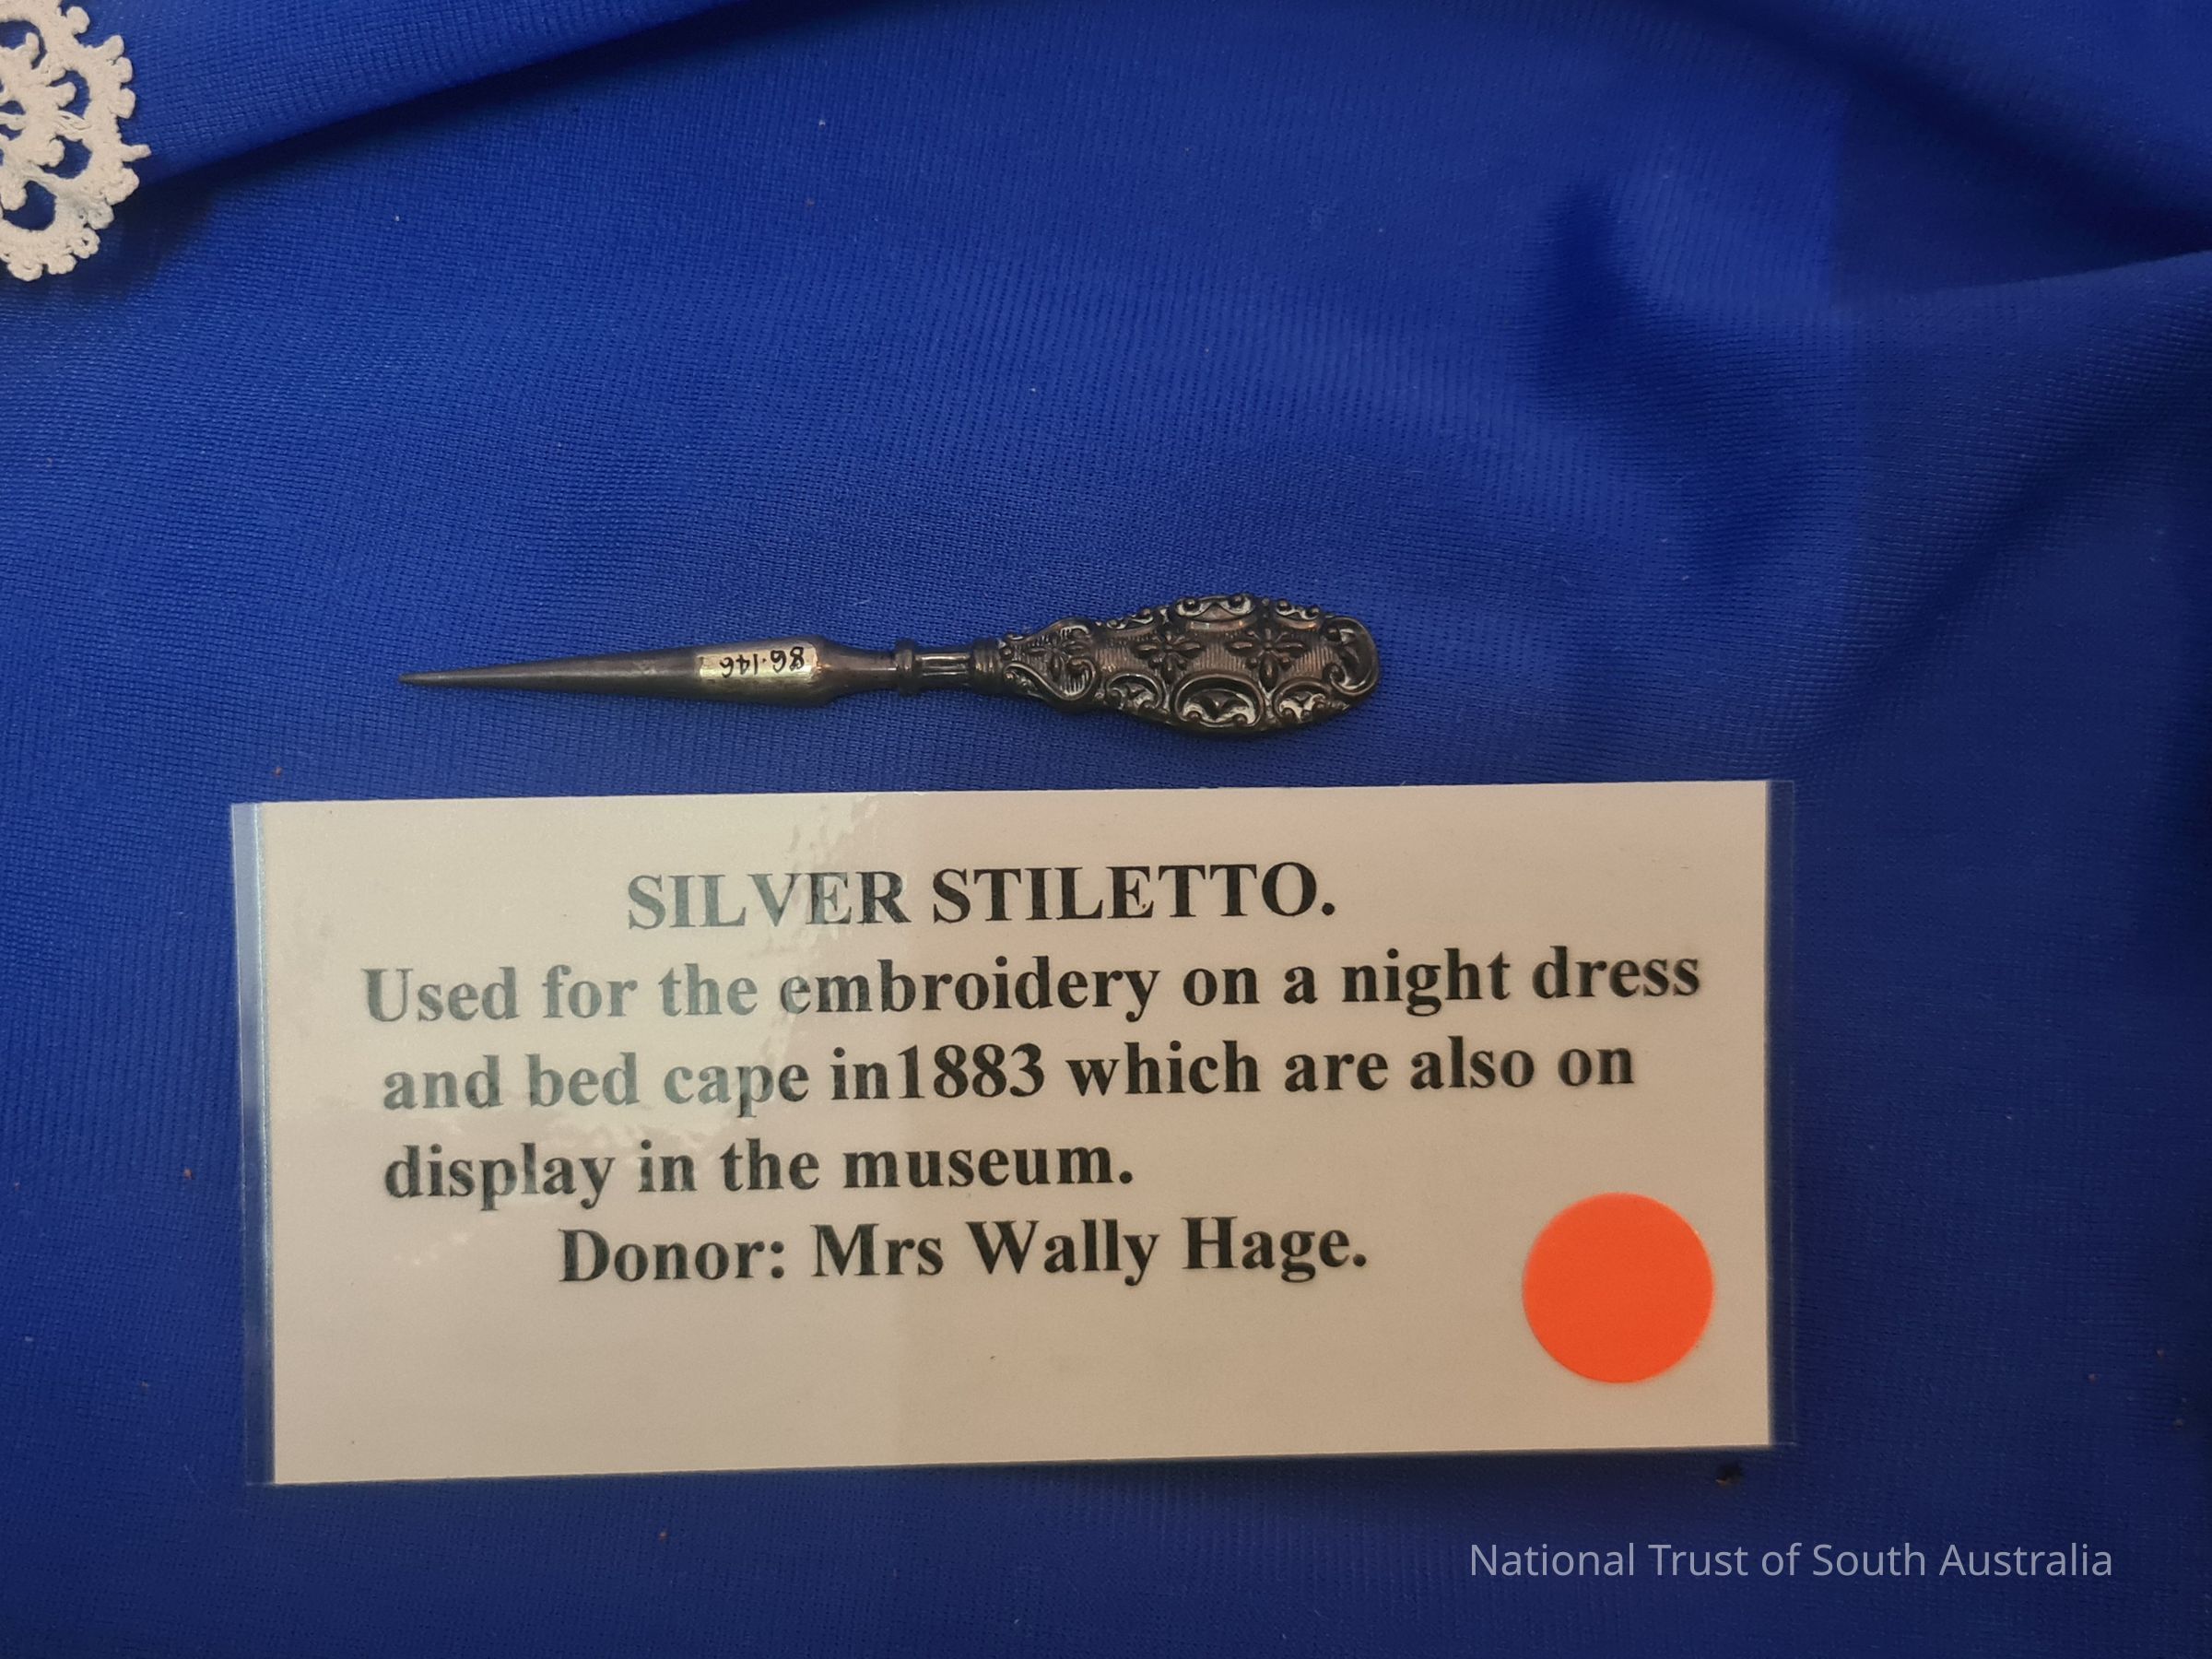 86.146
SILVER STILETTO.
Used for the embroidery on a night dress
and bed cape in1883 which are also on
display in the museum.
Donor: Mrs Wally Hage.
National Trust of South Australia